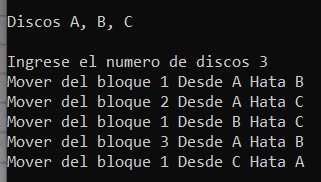 Discos A, B, C
Ingrese el numero de discos 3
Mover del bloque 1 Desde A Hata B
Mover del bloque 2 Desde A Hata C
Mover del bloque 1 Desde B Hata C
Mover del bloque 3 Desde A Hata B
Mover del bloque 1 Desde C Hata A